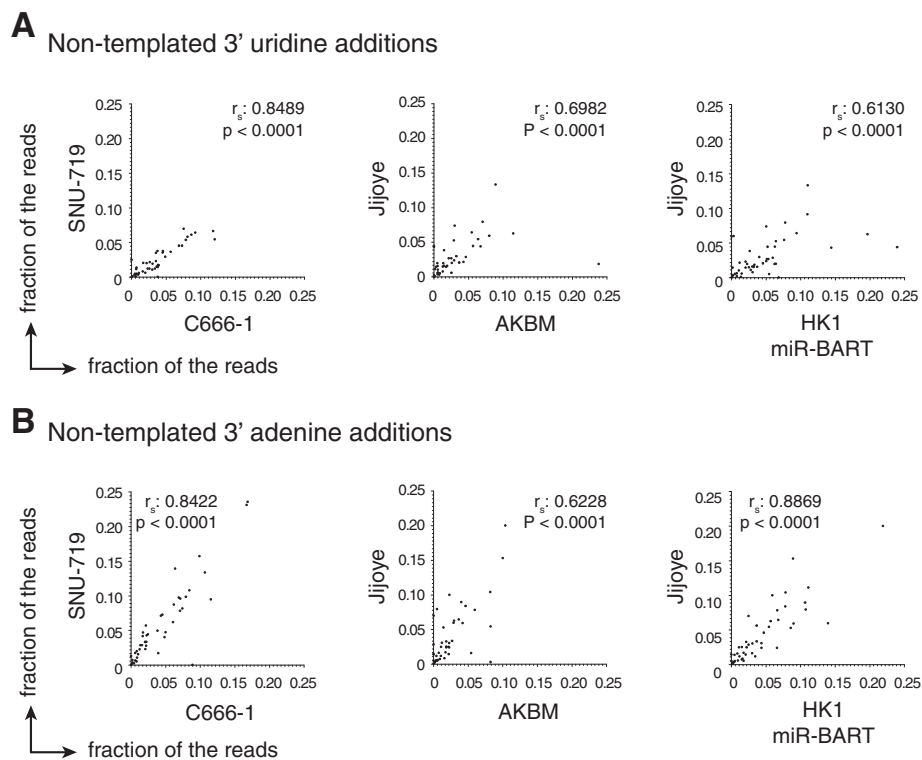 A Non-templated 3' uridine additions
fraction of the reads
fraction of the reads
SNU-719
0.25
0.20
0.15
0.10
0.05
0
0 0.05 0.10 0.15 0.20 0.25
C666-1
rs: 0.8489
p < 0.0001
Jijoye
0.25
0.20
0.15
0.10
0.05
0
0 0.05 0.10 0.15 0.20 0.25
AKBM
rs: 0.6982
P < 0.0001
Jijoye
0.25
0.20
0.15
0.10
0.05
0
0 0.05 0.10 0.15 0.20 0.25
HK1
miR-BART
rs: 0.6130
p < 0.0001
B Non-templated 3' adenine additions
fraction of the reads
fraction of the reads
SNU-719
0.25
0.20
0.15
0.10
0.05
0
0 0.05 0.10 0.15 0.20 0.25
C666-1
rs: 0.8422
p < 0.0001
Jijoye
0.25
0.20
0.15
0.10
0.05
0
0 0.05 0.10 0.15 0.20 0.25
AKBM
rs: 0.6228
P < 0.0001
Jijoye
0.25
0.20
0.15
0.10
0.05
0
0 0.05 0.10 0.15 0.20 0.25
HK1
miR-BART
rs: 0.8869
p < 0.0001